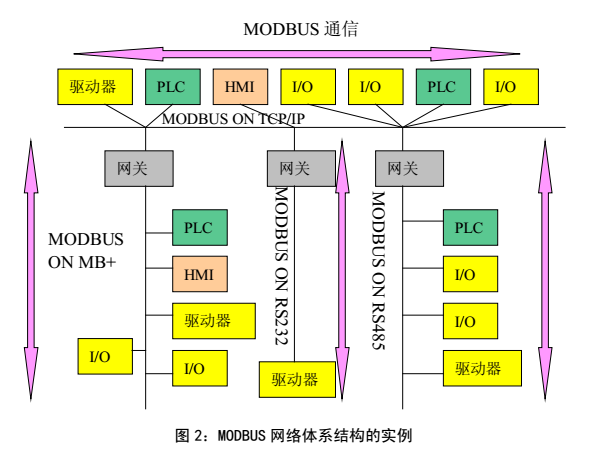 MODBUS 通信
驱动器
PLC
HMI
I/O
I/O
PLC
I/O
MODBUS ON TCP/IP
网关
网关
网关
MODBUS
ON MB+
PLC
HMI
驱动器
I/O
I/O
MODBUS ON RS232
驱动器
MODBUS ON RS485
PLC
I/O
I/O
驱动器
图 2：MODBUS 网络体系结构的实例